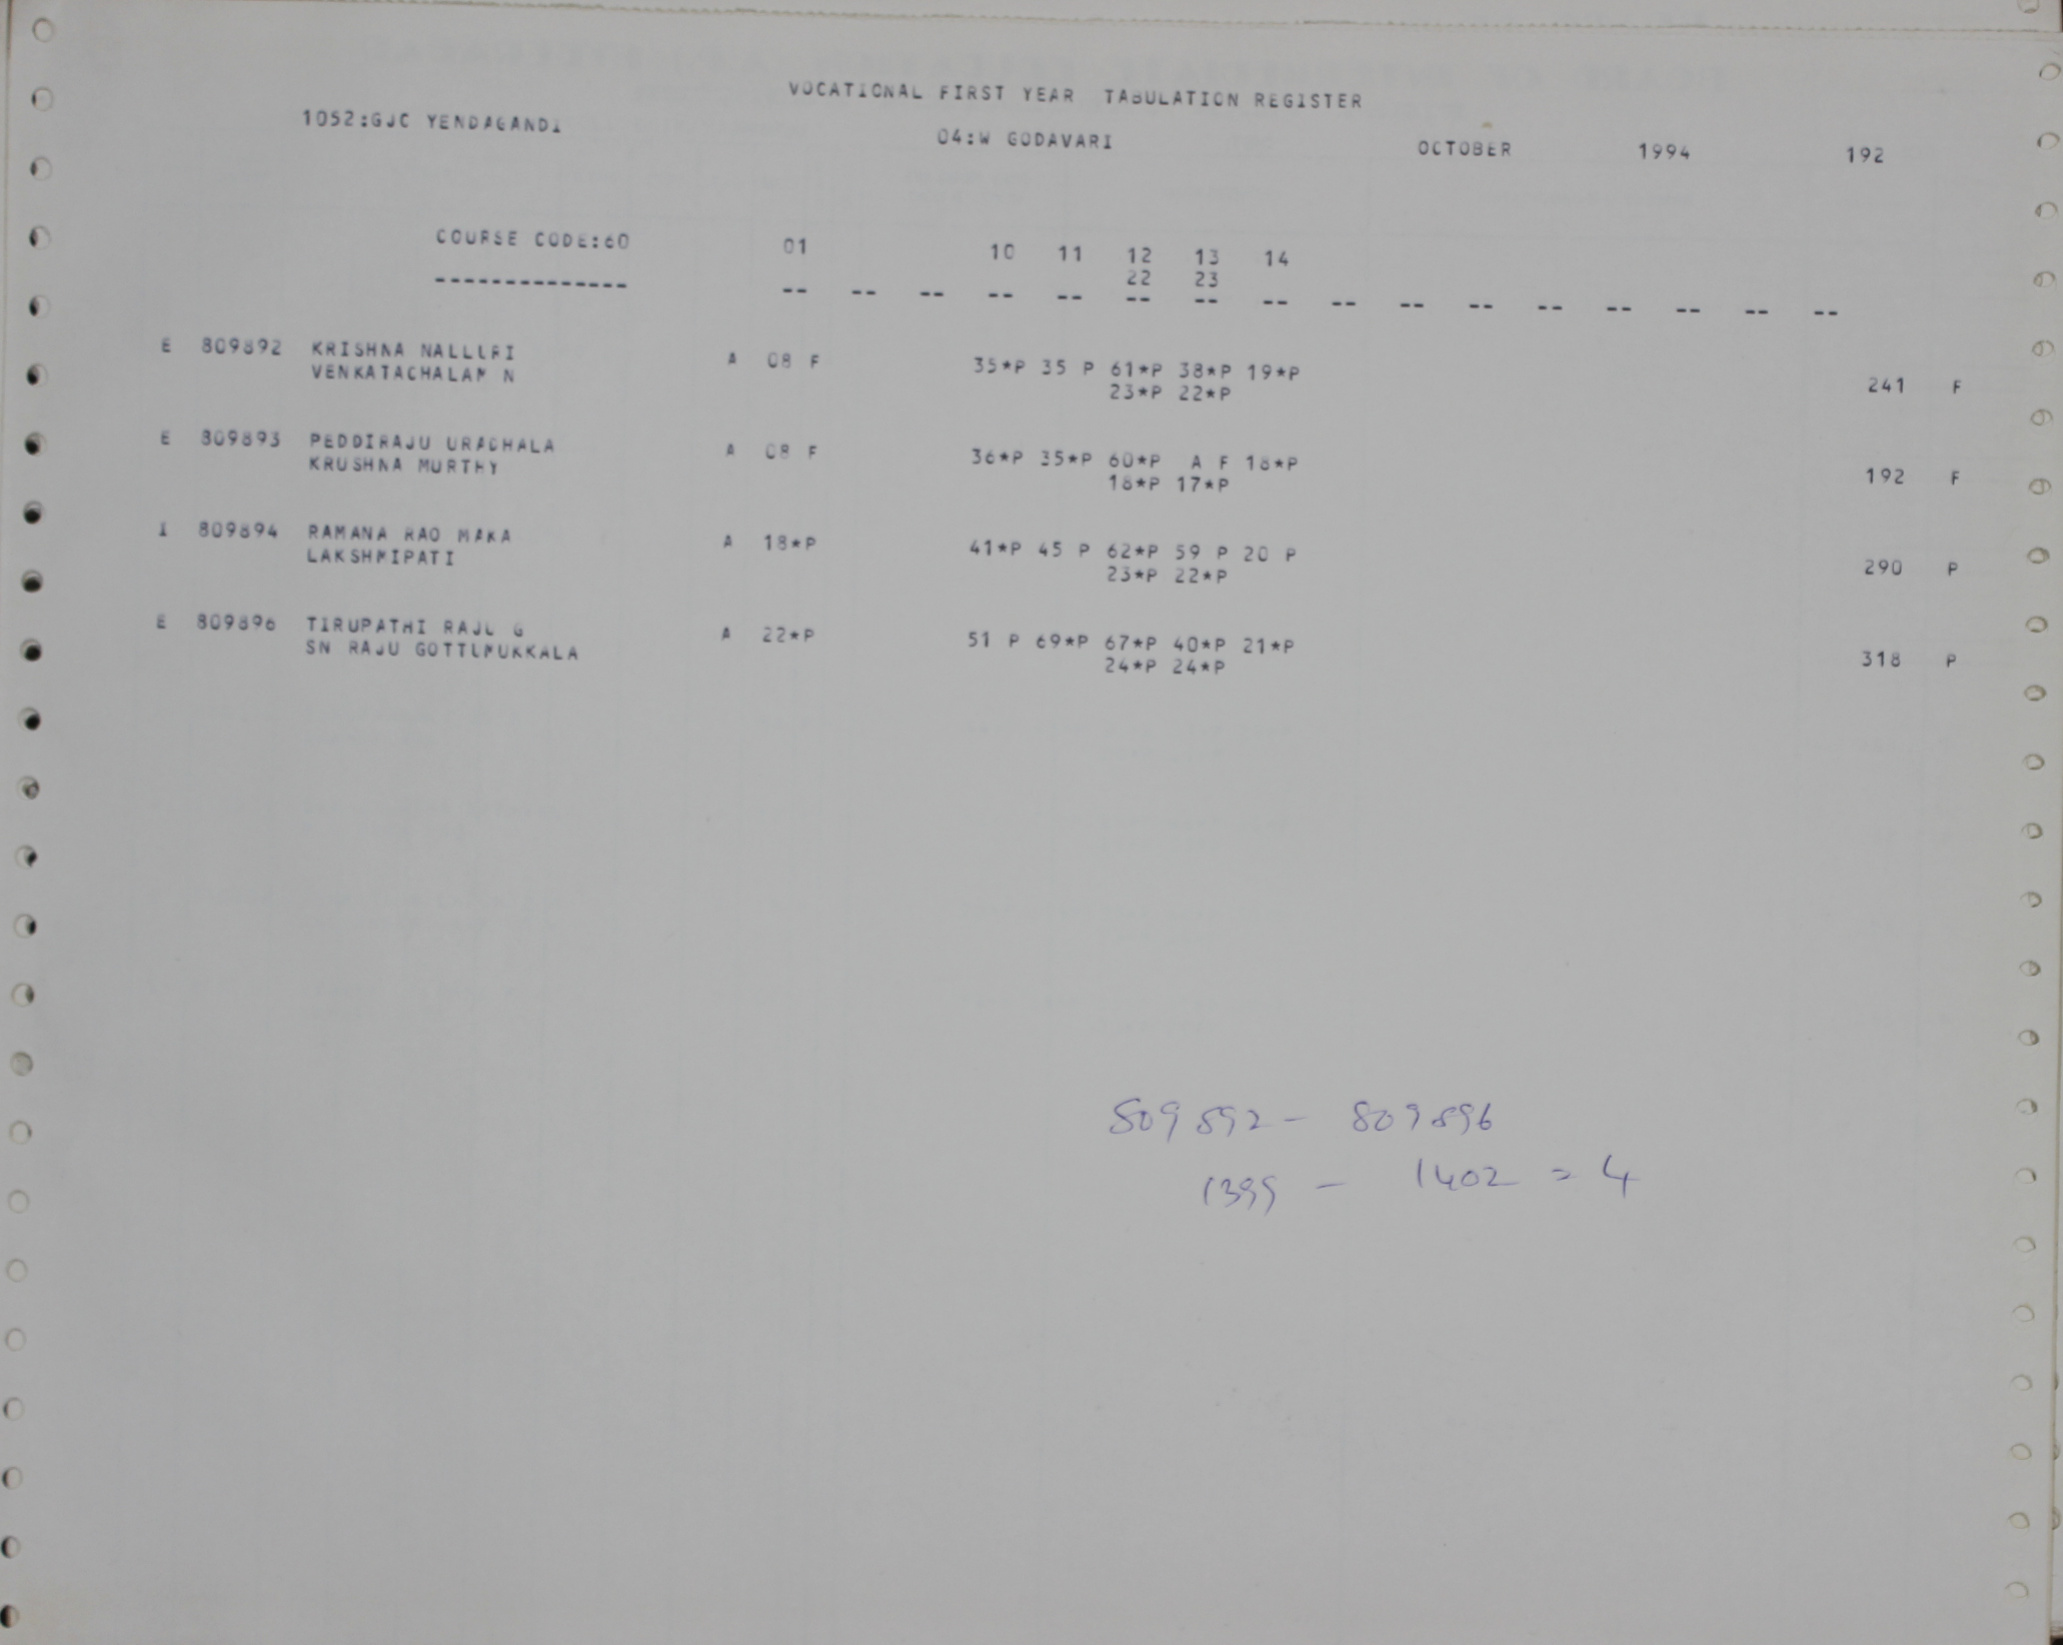 VOCATIONAL FIRST YEAR TABULATION REGISTER
1052:GJC YENDAGANDI 04:W GODAVARI OCTOBER 1994 192
COURSE CODE:60 01 10 11 12 13 14
22 23
-------------- -- -- -- -- -- -- -- -- -- -- -- -- -- -- -- --
E 809892 KRISHNA NALLURI A 08 F 35*P 35 P 61*P 38*P 19*P
VENKATACHALAM N 23*P 22*P 241 F
E 809893 PEDDIRAJU URACHALA A 08 F 36*P 35*P 60*P A F 18*P
KRUSHNA MURTHY 18*P 17*P 192 F
I 809894 RAMANA RAO MAKA A 18*P 41*P 45 P 62*P 59 P 20 P
LAKSHMIPATI 23*P 22*P 290 P
E 809896 TIRUPATHI RAJU G A 22*P 51 P 69*P 67*P 40*P 21*P
SN RAJU GOTTUMUKKALA 24*P 24*P 318 P
809892 - 809896
1399 - 1402 = 4